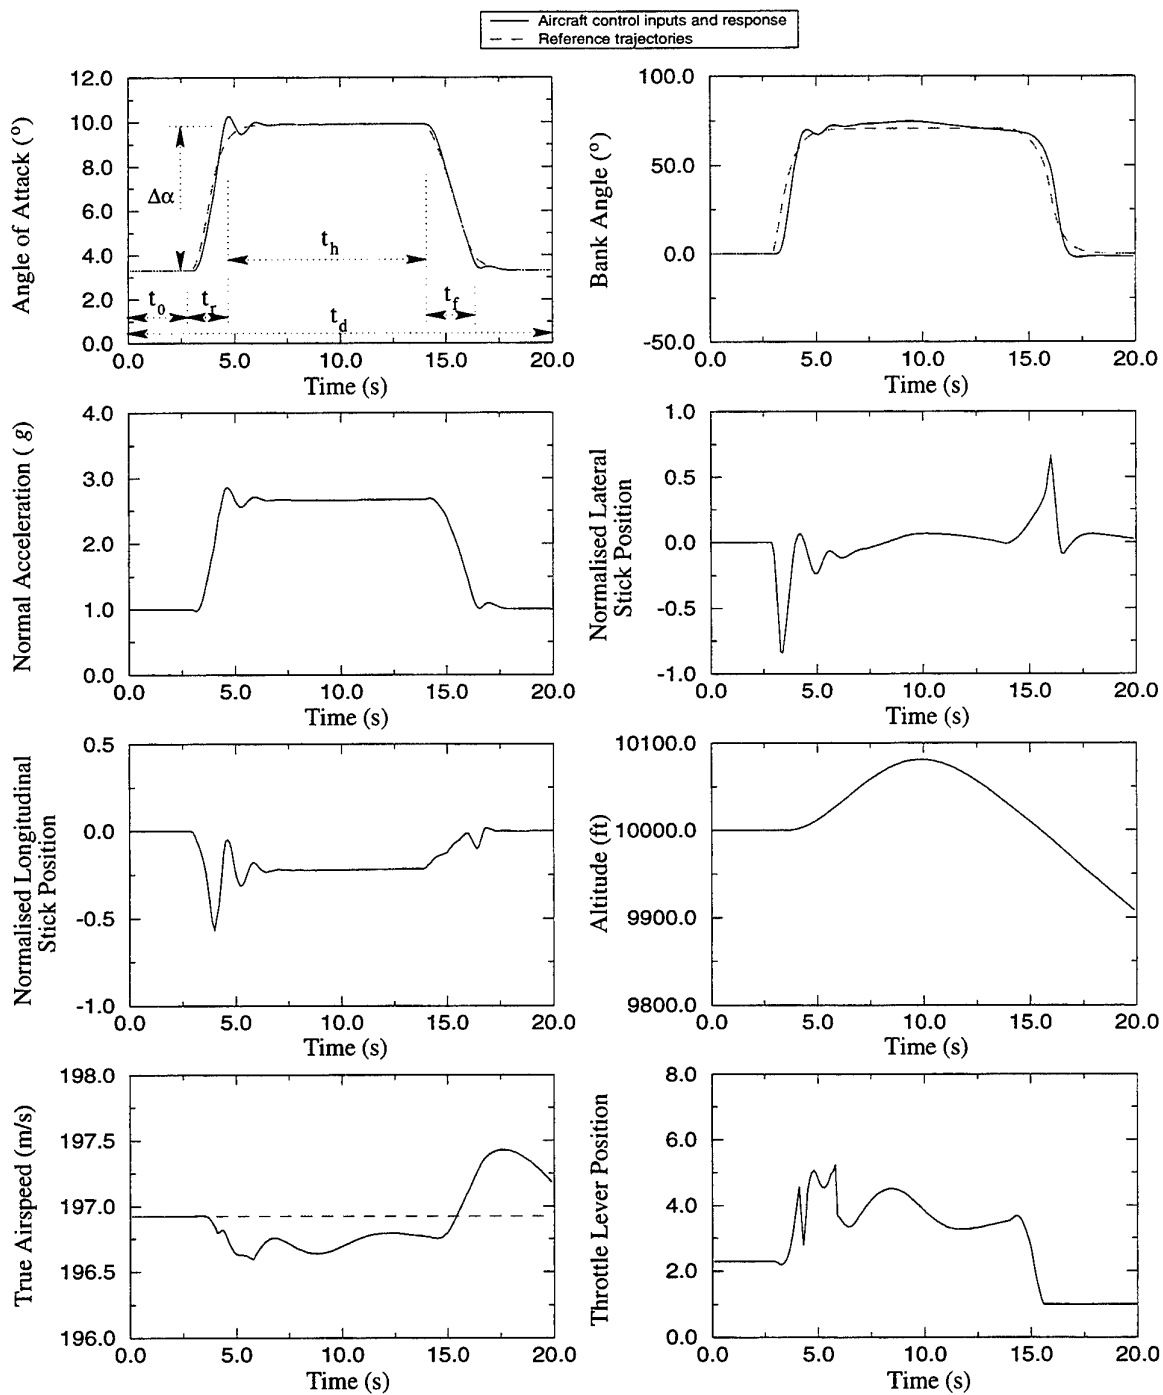 Aircraft control inputs and response
Reference trajectories
12.0
10.0
8.0
6.0
4.0
2.0
0.0
Angle of Attack (º)
Δα
t₀
tᵣ
tₕ
t_f
t_d
0.0 5.0 10.0 15.0 20.0
Time (s)
100.0
50.0
0.0
-50.0
Bank Angle (º)
0.0 5.0 10.0 15.0 20.0
Time (s)
4.0
3.0
2.0
1.0
0.0
Normal Acceleration ( g)
0.0 5.0 10.0 15.0 20.0
Time (s)
1.0
0.5
0.0
-0.5
-1.0
Normalised Lateral
Stick Position
0.0 5.0 10.0 15.0 20.0
Time (s)
0.5
0.0
-0.5
-1.0
Normalised Longitudinal
Stick Position
0.0 5.0 10.0 15.0 20.0
Time (s)
10100.0
10000.0
9900.0
9800.0
Altitude (ft)
0.0 5.0 10.0 15.0 20.0
Time (s)
198.0
197.5
197.0
196.5
196.0
True Airspeed (m/s)
0.0 5.0 10.0 15.0 20.0
Time (s)
8.0
6.0
4.0
2.0
0.0
Throttle Lever Position
0.0 5.0 10.0 15.0 20.0
Time (s)